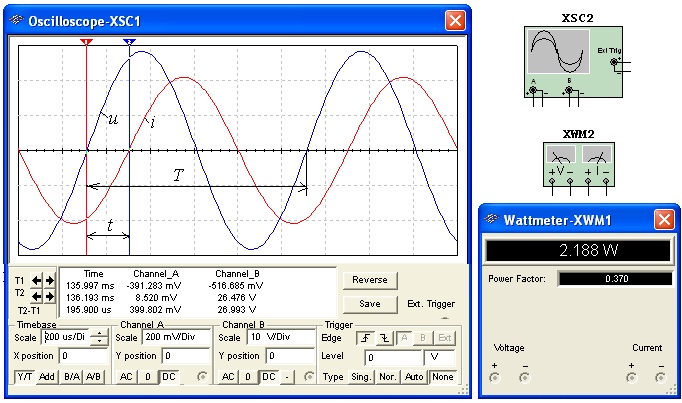 Oscilloscope-XSC1
1 2
u
i
T
t
T1
T2
T2-T1
Time Channel_A Channel_B
135.997 ms -391.283 mV -516.685 mV
136.193 ms 8.520 mV 26.476 V
195.900 us 399.802 mV 26.993 V
Reverse
Save
Ext. Trigger
Timebase
Scale 200 us/Di
X position 0
Y/T Add B/A A/B
Channel A
Scale 200 mV/Div
Y position 0
AC 0 DC
Channel B
Scale 10 V/Div
Y position 0
AC 0 DC -
Trigger
Edge A B Ext
Level 0 V
Type Sing. Nor. Auto None
XSC2
Ext Trig
+
-
A B
+ - + -
XWM2
+ V - + I -
Wattmeter-XWM1
2.188 W
Power Factor: 0.370
Voltage Current
+ - + -